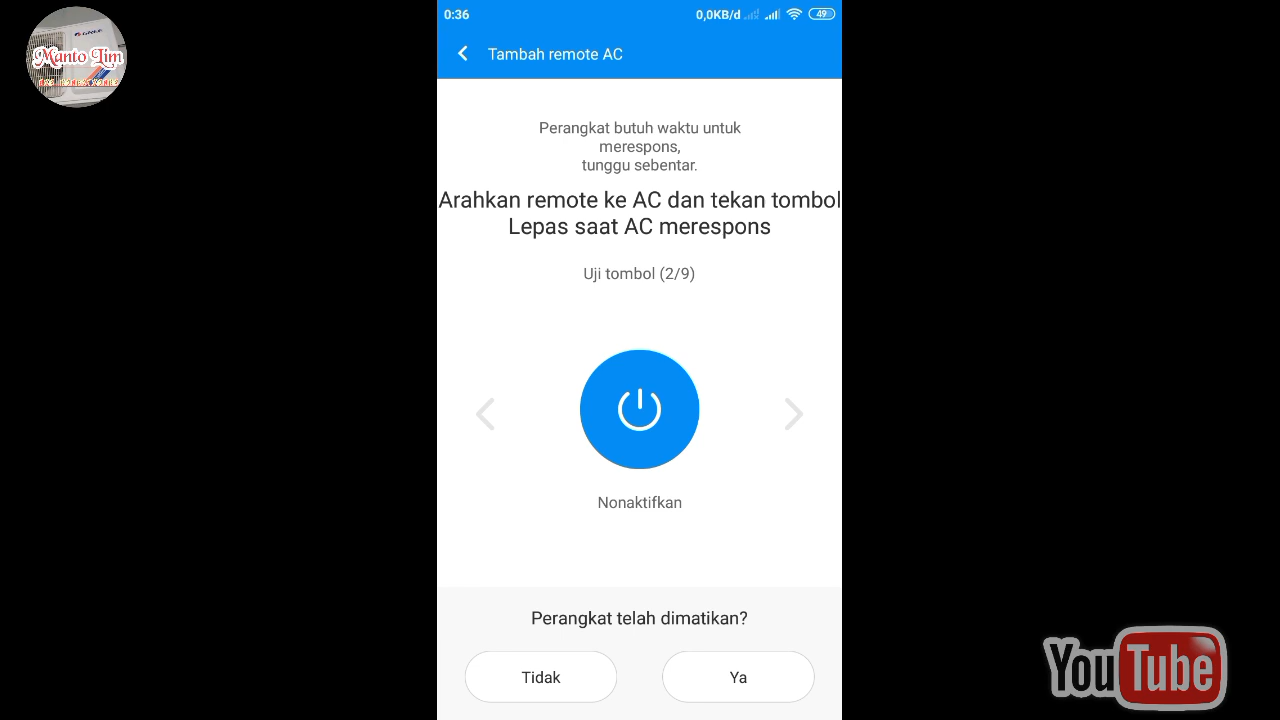 GREE
Manto Lim
0:36
0,0KB/d
49
Tambah remote AC
Perangkat butuh waktu untuk
merespons,
tunggu sebentar.
Arahkan remote ke AC dan tekan tombol
Lepas saat AC merespons
Uji tombol (2/9)
Nonaktifkan
Perangkat telah dimatikan?
Tidak
Ya
YouTube